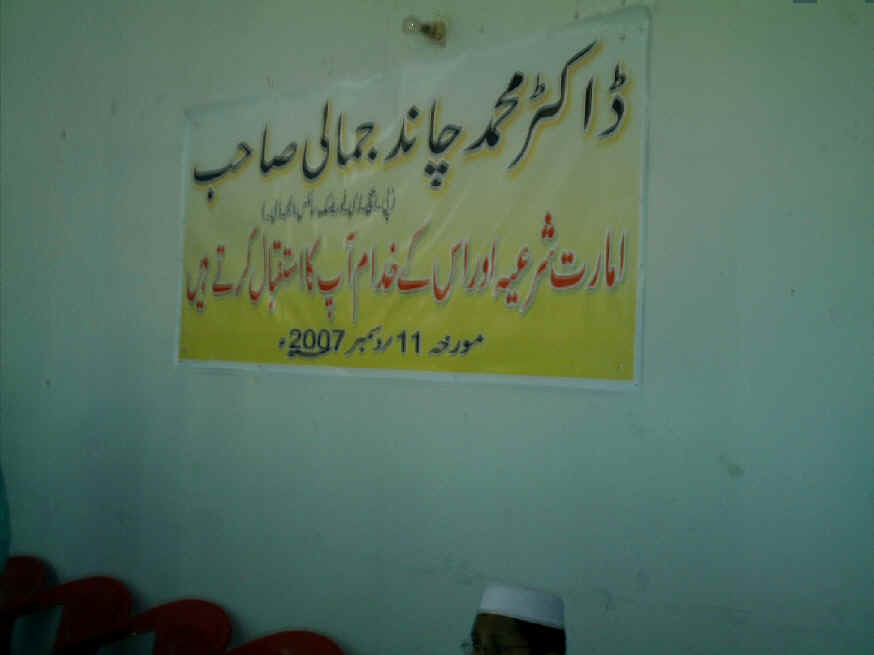 ڈاکٹر محمد چاند جمالی صاحب
امارت شرعیہ اور اس کے خدام آپ کا استقبال کرتے ہیں
مورخہ 11/دسمبر 2007ء